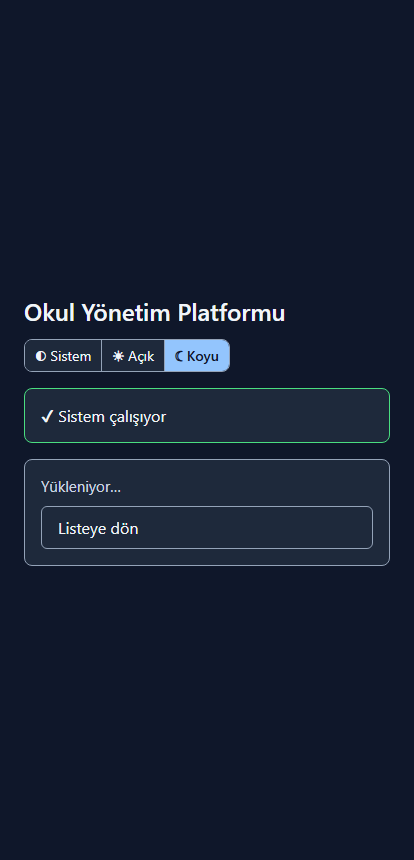 Okul Yönetim Platformu
◐ Sistem ☀ Açık ☾ Koyu
✔ Sistem çalışıyor
Yükleniyor...
Listeye dön